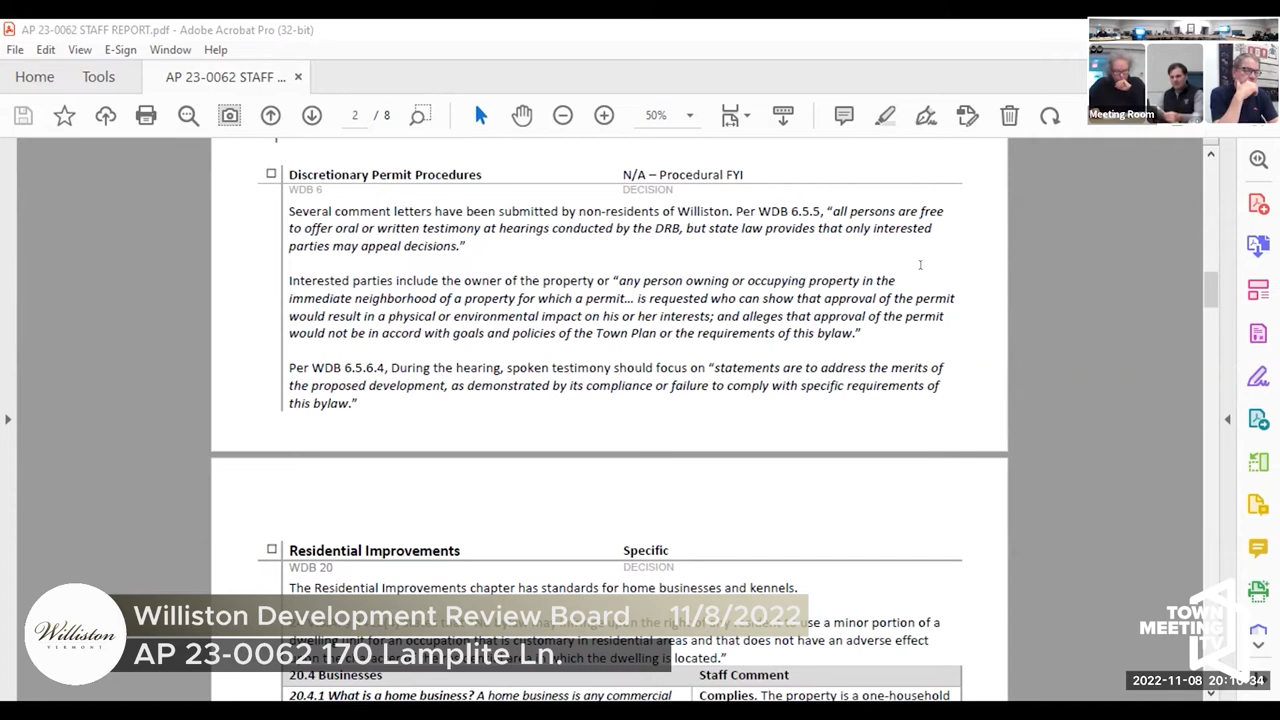 AP 23-0062 STAFF REPORT.pdf - Adobe Acrobat Pro (32-bit)
File Edit View E-Sign Window Help
Home Tools AP 23-0062 STAFF ... ×
2 / 8 50%
Meeting Room
Discretionary Permit Procedures N/A – Procedural FYI
WDB 6 DECISION
Several comment letters have been submitted by non-residents of Williston. Per WDB 6.5.5, “all persons are free
to offer oral or written testimony at hearings conducted by the DRB, but state law provides that only interested
parties may appeal decisions.”
Interested parties include the owner of the property or “any person owning or occupying property in the
immediate neighborhood of a property for which a permit... is requested who can show that approval of the permit
would result in a physical or environmental impact on his or her interests; and alleges that approval of the permit
would not be in accord with goals and policies of the Town Plan or the requirements of this bylaw.”
Per WDB 6.5.6.4, During the hearing, spoken testimony should focus on “statements are to address the merits of
the proposed development, as demonstrated by its compliance or failure to comply with specific requirements of
this bylaw.”
Residential Improvements Specific
WDB 20 DECISION
The Residential Improvements chapter has standards for home businesses and kennels.
use a minor portion of a
dwelling unit for an occupation that is customary in residential areas and that does not have an adverse effect
in which the dwelling is located.”
20.4 Businesses Staff Comment
20.4.1 What is a home business? A home business is any commercial Complies. The property is a one-household
Williston
VERMONT
Williston Development Review Board 11/8/2022
AP 23-0062 170 Lamplite Ln.
TOWN
MEETING
TV
2022-11-08 20:10:34